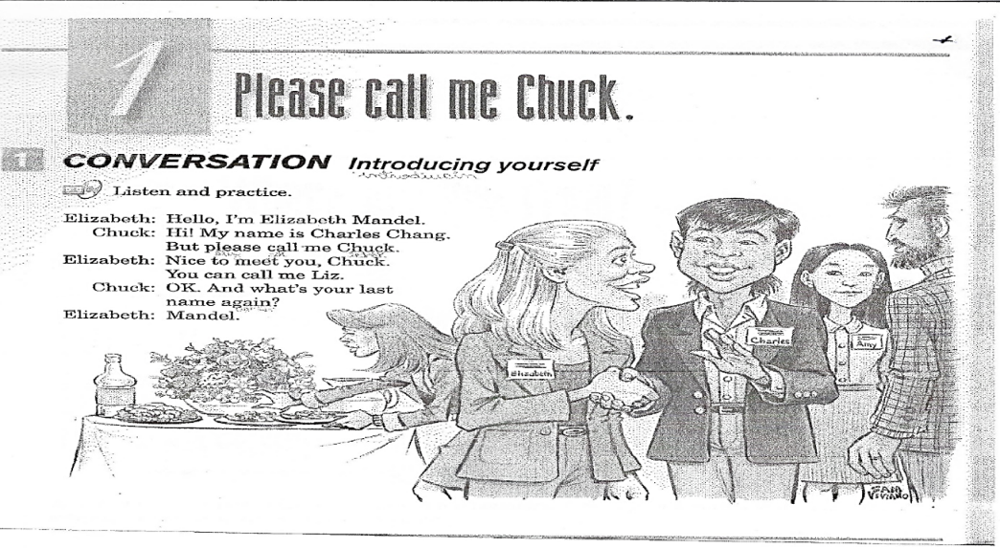 1
Please call me Chuck.
1 CONVERSATION Introducing yourself
Listen and practice.
Elizabeth: Hello, I'm Elizabeth Mandel.
Chuck: Hi! My name is Charles Chang.
But please call me Chuck.
Elizabeth: Nice to meet you, Chuck.
You can call me Liz.
Chuck: OK. And what's your last
name again?
Elizabeth: Mandel.
Elizabeth
Charles
Amy
SAM
VIVIANO